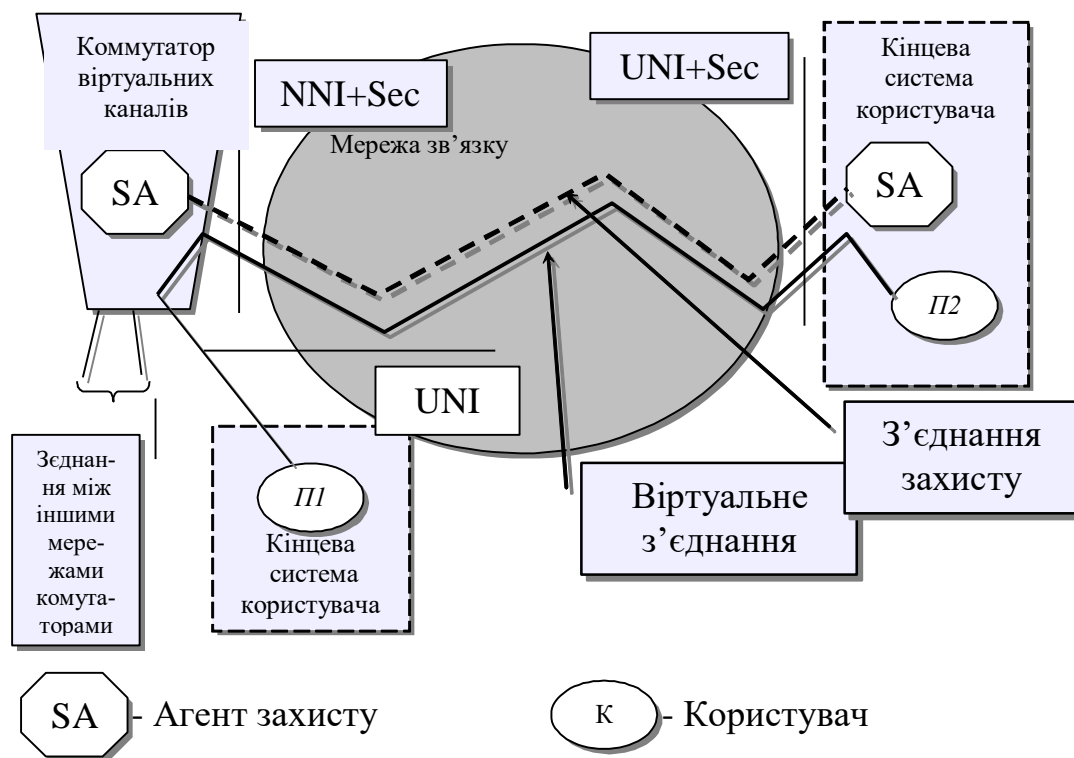 Коммутатор
віртуальних
каналів
SA
NNI+Sec
Мережа зв’язку
UNI+Sec
Кінцева
система
користувача
SA
П2
UNI
Зєднан-
ня між
іншими
мере-
жами
комута-
торами
П1
Кінцева
система
користувача
Віртуальне
з’єднання
З’єднання
захисту
SA - Агент захисту
К - Користувач